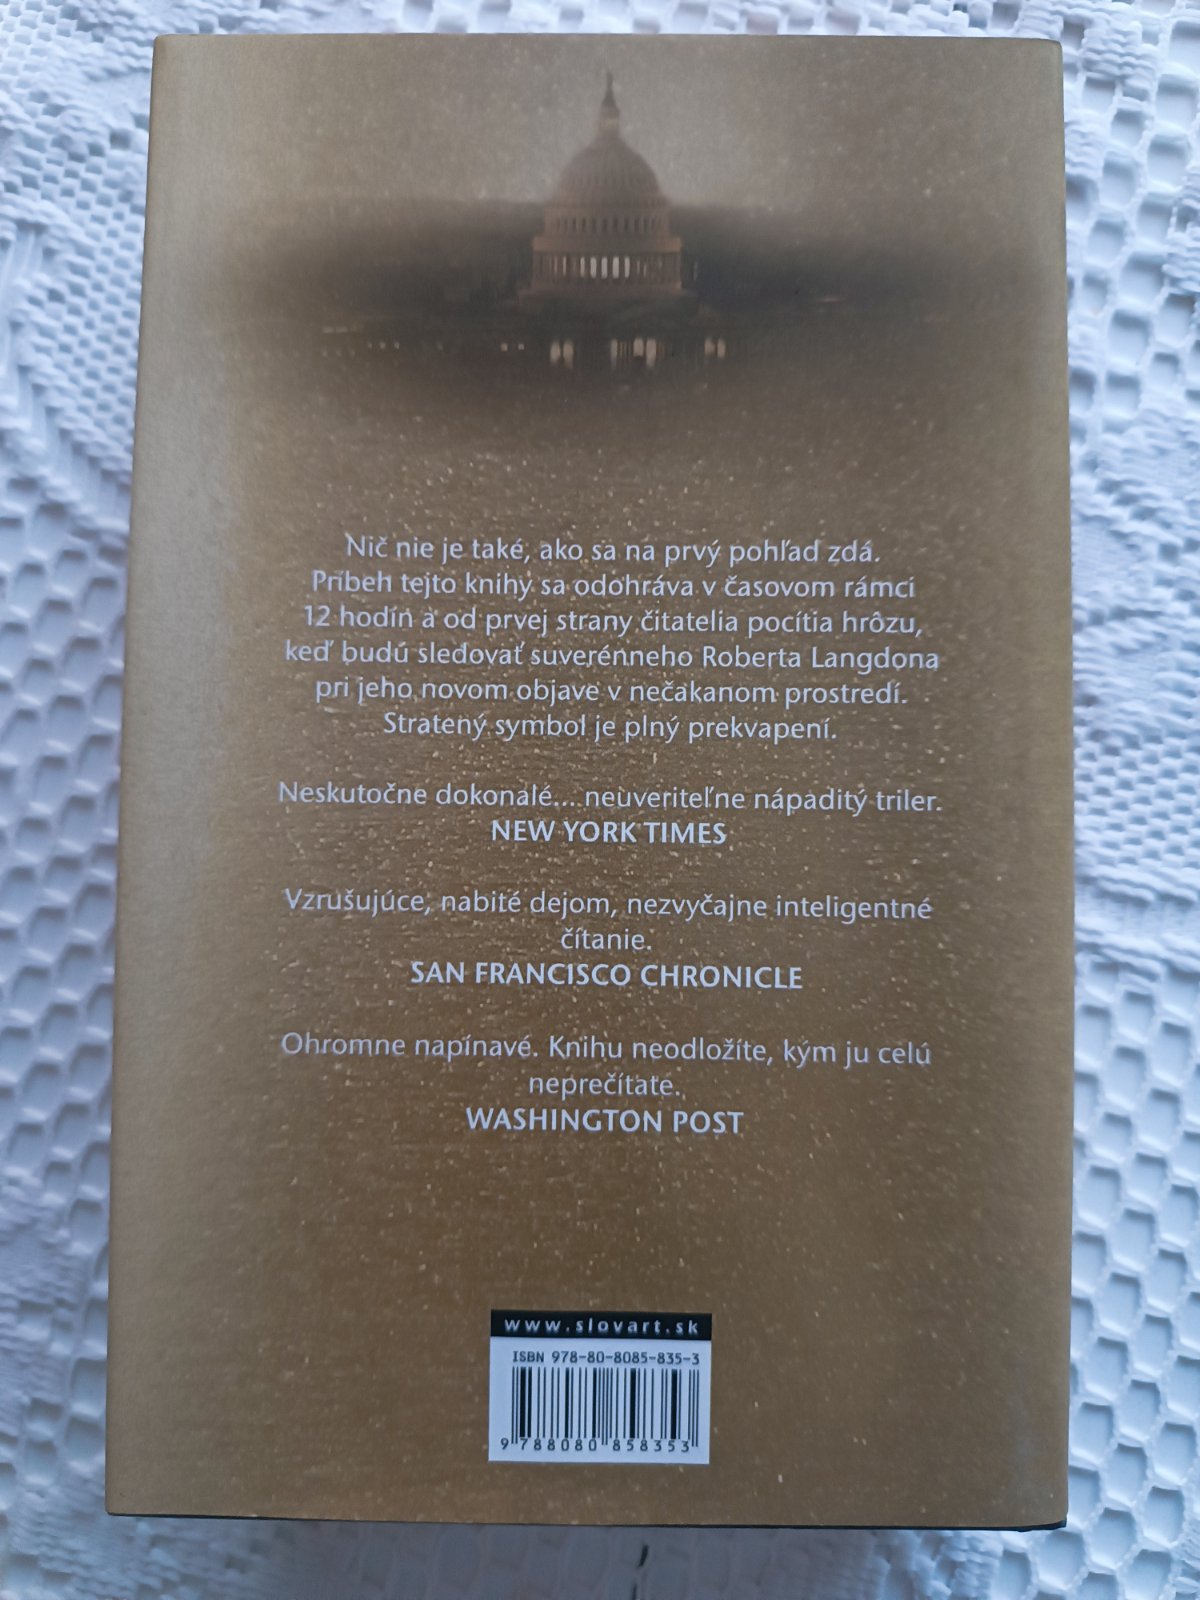 Nič nie je také, ako sa na prvý pohľad zdá.
Príbeh tejto knihy sa odohráva v časovom rámci
12 hodín a od prvej strany čitatelia pocítia hrôzu,
keď budú sledovať suverénneho Roberta Langdona
pri jeho novom objave v nečakanom prostredí.
Stratený symbol je plný prekvapení.
Neskutočne dokonalé....neuveriteľne nápaditý triler.
NEW YORK TIMES
Vzrušujúce, nabité dejom, nezvyčajne inteligentné
čítanie.
SAN FRANCISCO CHRONICLE
Ohromne napínavé. Knihu neodložíte, kým ju celú
neprečítate.
WASHINGTON POST
www.slovart.sk
ISBN 978-80-8085-835-3
9 788080 858353